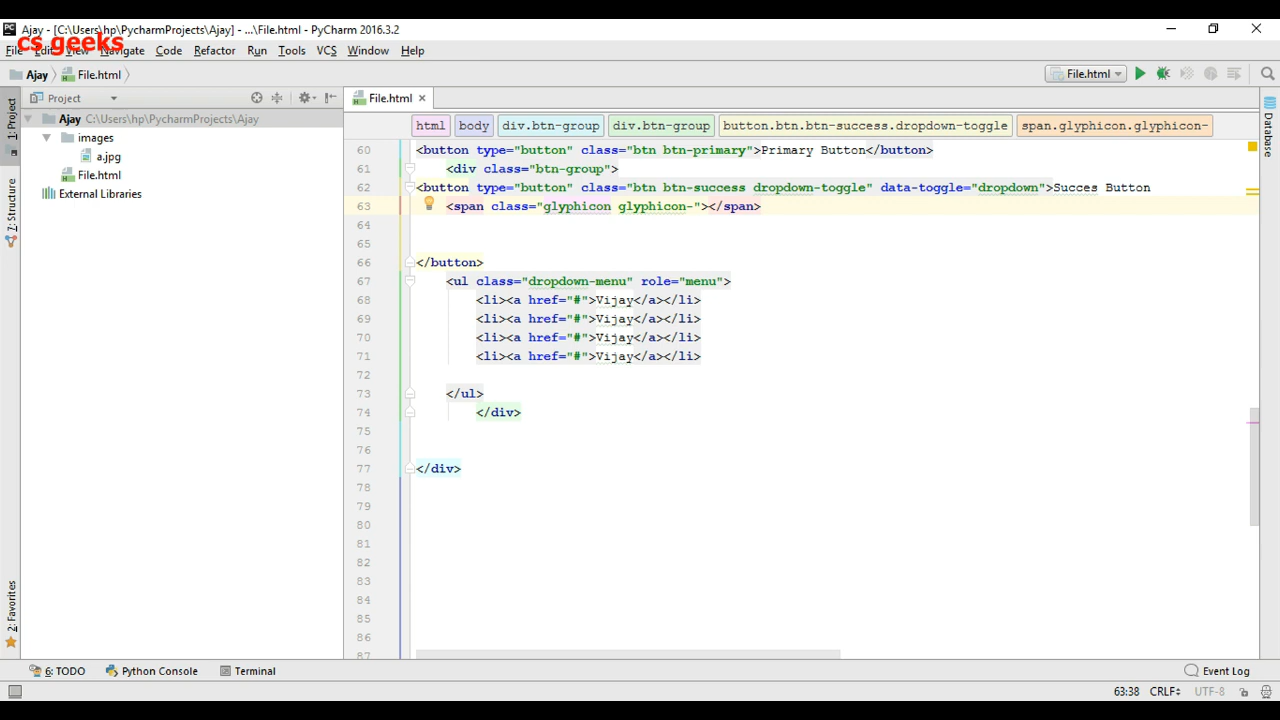 Ajay - [C:\Users\hp\PycharmProjects\Ajay] - ...\File.html - PyCharm 2016.3.2
cs geeks
File Edit View Navigate Code Refactor Run Tools VCS Window Help
Ajay File.html
File.html
Project
File.html
1: Project
7: Structure
2: Favorites
Database
Ajay C:\Users\hp\PycharmProjects\Ajay
images
a.jpg
File.html
External Libraries
html body div.btn-group div.btn-group button.btn.btn-success.dropdown-toggle span.glyphicon.glyphicon-
60 <button type="button" class="btn btn-primary">Primary Button</button>
61 <div class="btn-group">
62 <button type="button" class="btn btn-success dropdown-toggle" data-toggle="dropdown">Succes Button
63 <span class="glyphicon glyphicon-"></span>
64
65
66 </button>
67 <ul class="dropdown-menu" role="menu">
68 <li><a href="#">Vijay</a></li>
69 <li><a href="#">Vijay</a></li>
70 <li><a href="#">Vijay</a></li>
71 <li><a href="#">Vijay</a></li>
72
73 </ul>
74 </div>
75
76
77 </div>
78
79
80
81
82
83
84
85
86
87
6: TODO Python Console Terminal Event Log
63:38 CRLF UTF-8